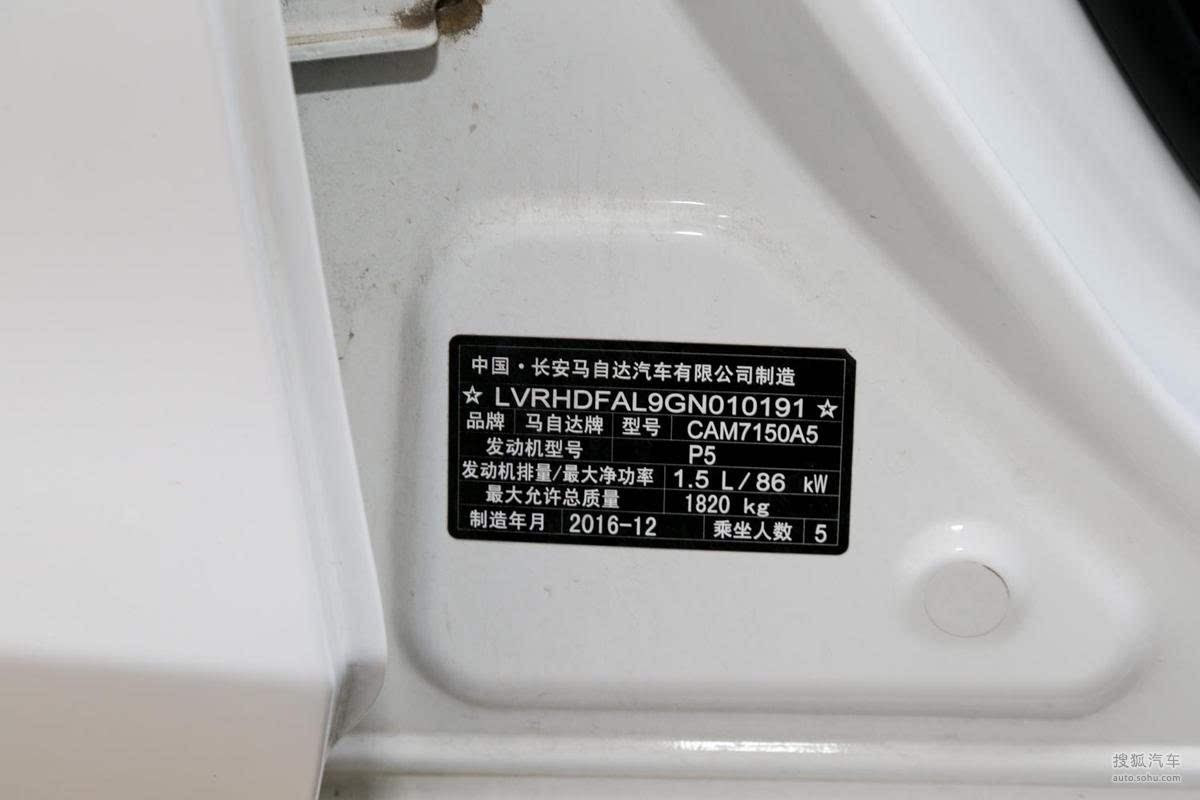 中国·长安马自达汽车有限公司制造
☆ LVRHDFAL9GN010191 ☆
品牌 马自达牌 型号 CAM7150A5
发动机型号 P5
发动机排量/最大净功率 1.5 L/86 kW
最大允许总质量 1820 kg
制造年月 2016-12 乘坐人数 5
搜狐汽车
auto.sohu.com